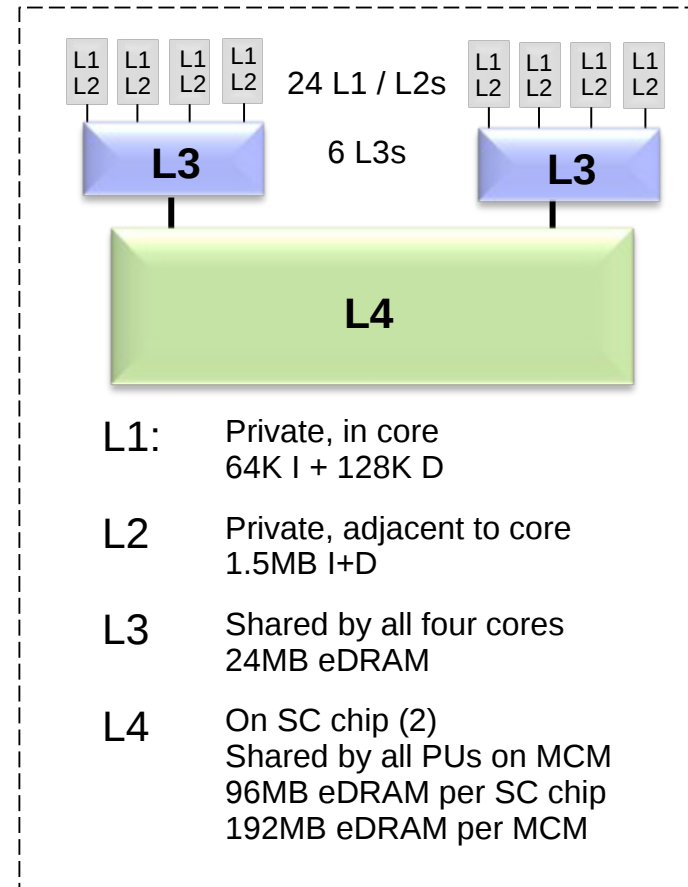 L1 L1 L1 L1
L2 L2 L2 L2
24 L1 / L2s
L1 L1 L1 L1
L2 L2 L2 L2
L3
6 L3s
L3
L4
L1: Private, in core
64K I + 128K D
L2 Private, adjacent to core
1.5MB I+D
L3 Shared by all four cores
24MB eDRAM
L4 On SC chip (2)
Shared by all PUs on MCM
96MB eDRAM per SC chip
192MB eDRAM per MCM